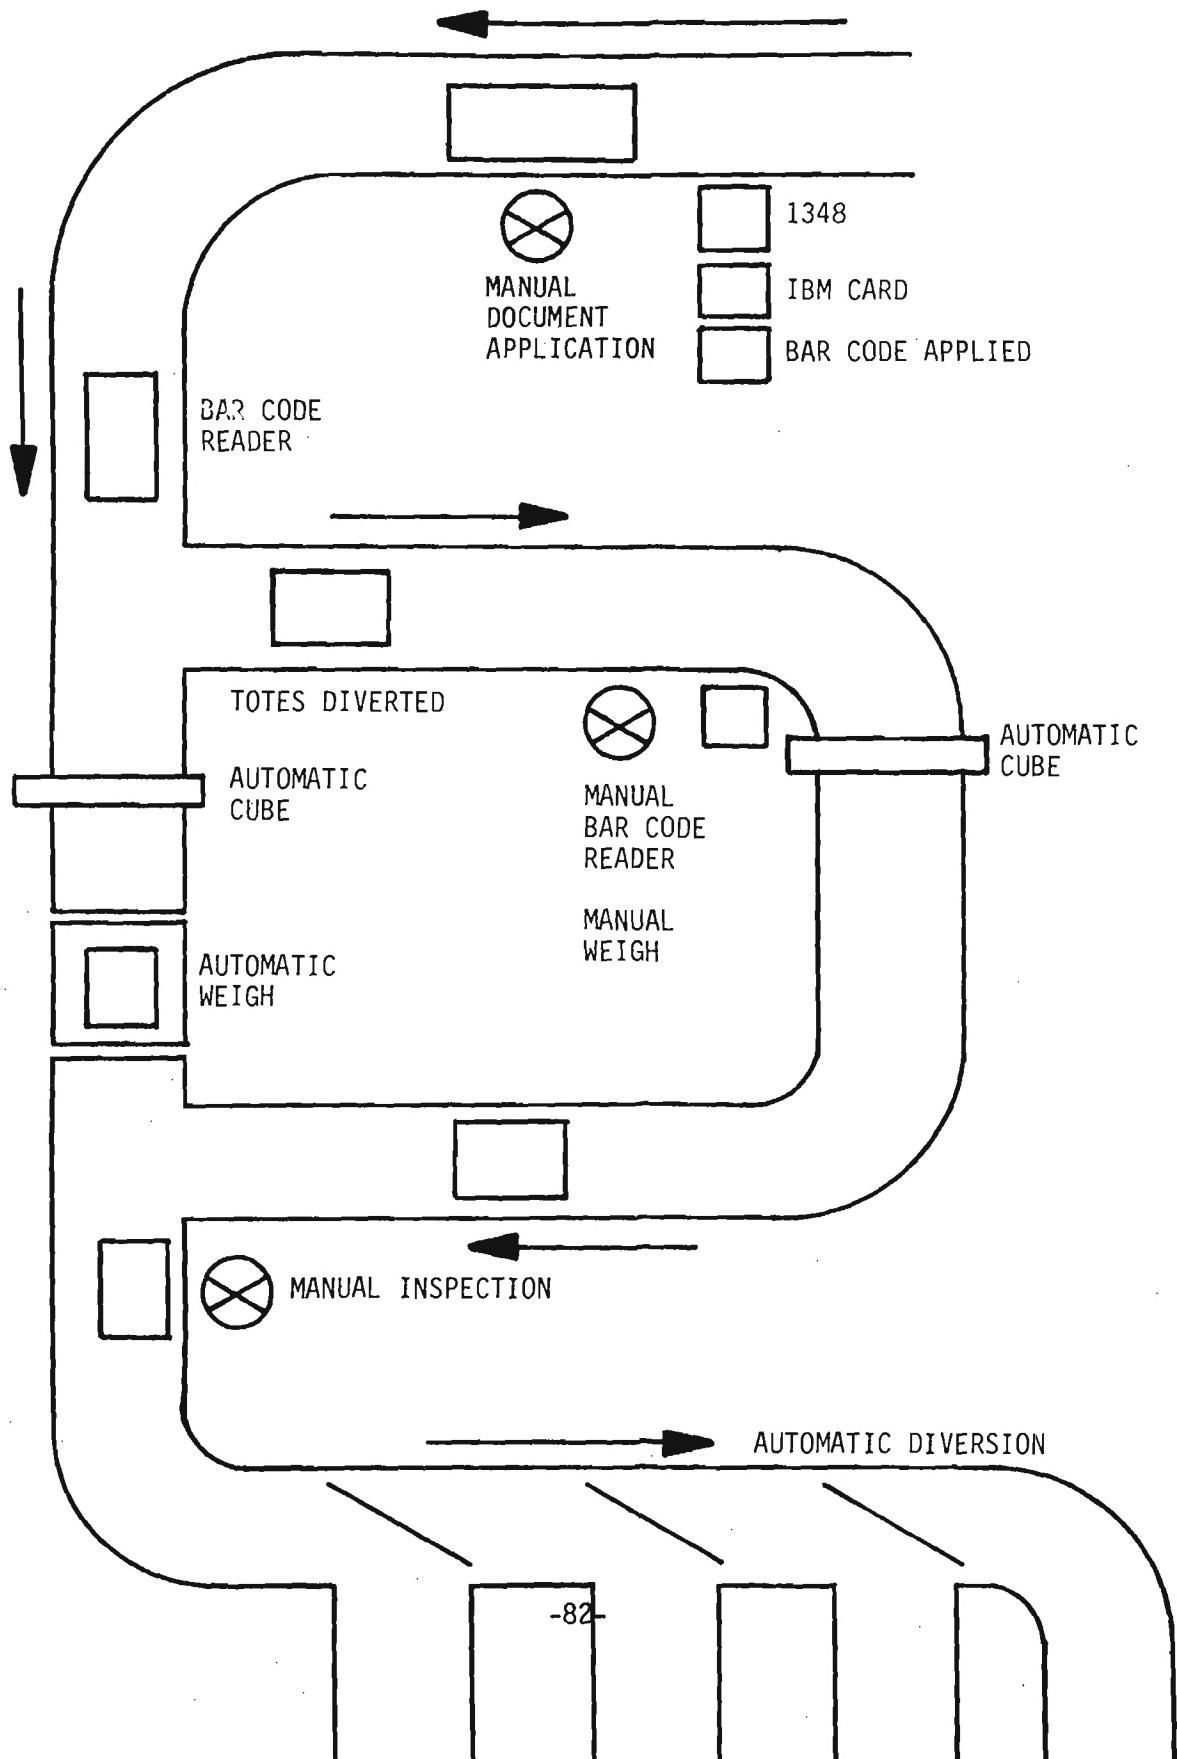 1348
MANUAL
DOCUMENT
APPLICATION
IBM CARD
BAR CODE APPLIED
BAR CODE
READER
TOTES DIVERTED
AUTOMATIC
CUBE
AUTOMATIC
CUBE
MANUAL
BAR CODE
READER
MANUAL
WEIGH
AUTOMATIC
WEIGH
MANUAL INSPECTION
AUTOMATIC DIVERSION
-82-